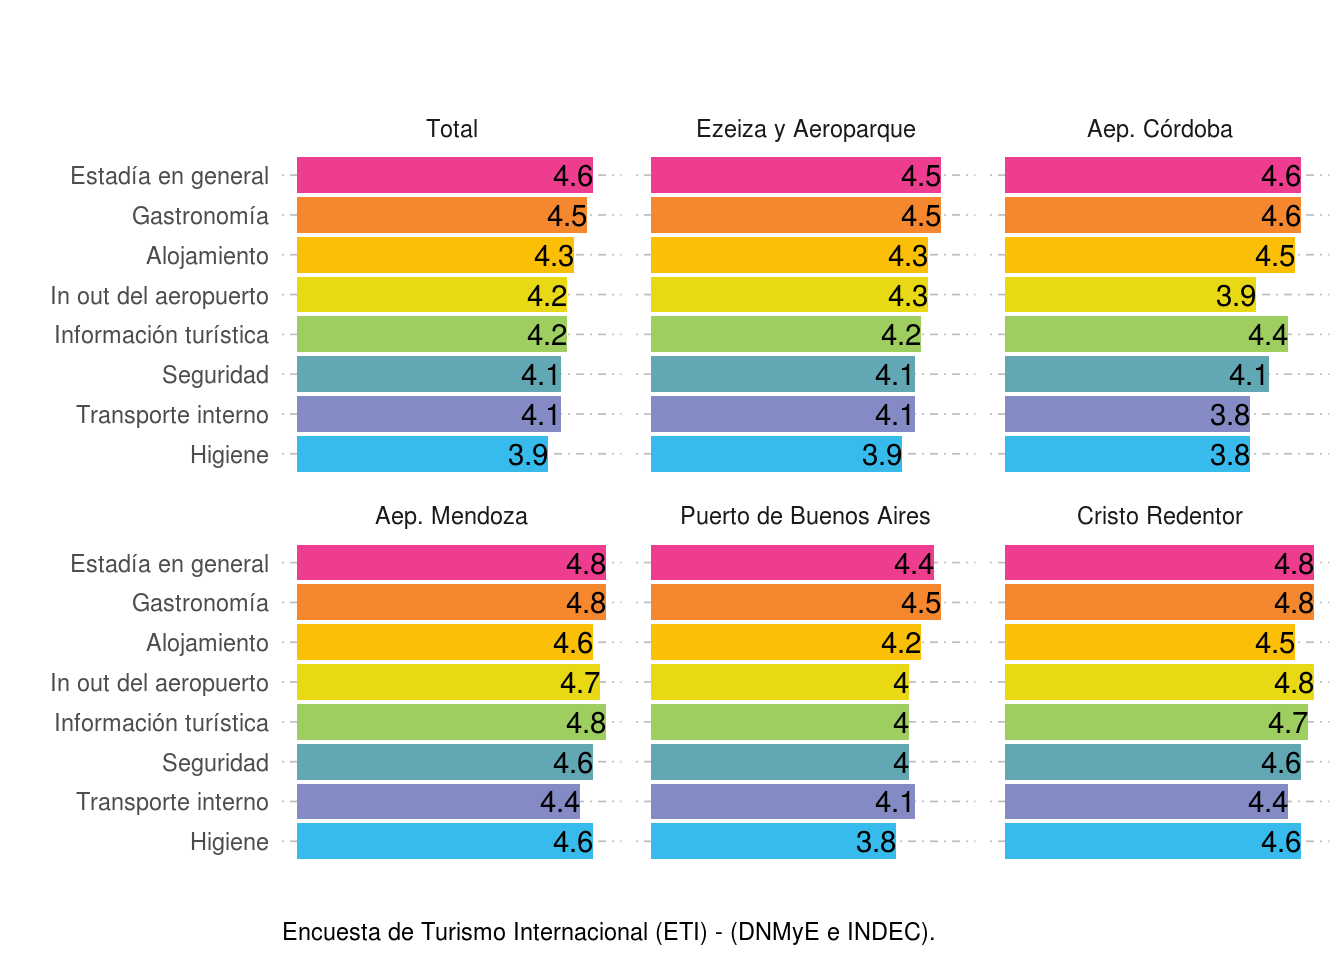 Total Ezeiza y Aeroparque Aep. Córdoba
Estadía en general 4.6 4.5 4.6
Gastronomía 4.5 4.5 4.6
Alojamiento 4.3 4.3 4.5
In out del aeropuerto 4.2 4.3 3.9
Información turística 4.2 4.2 4.4
Seguridad 4.1 4.1 4.1
Transporte interno 4.1 4.1 3.8
Higiene 3.9 3.9 3.8
Aep. Mendoza Puerto de Buenos Aires Cristo Redentor
Estadía en general 4.8 4.4 4.8
Gastronomía 4.8 4.5 4.8
Alojamiento 4.6 4.2 4.5
In out del aeropuerto 4.7 4 4.8
Información turística 4.8 4 4.7
Seguridad 4.6 4 4.6
Transporte interno 4.4 4.1 4.4
Higiene 4.6 3.8 4.6
Encuesta de Turismo Internacional (ETI) - (DNMyE e INDEC).